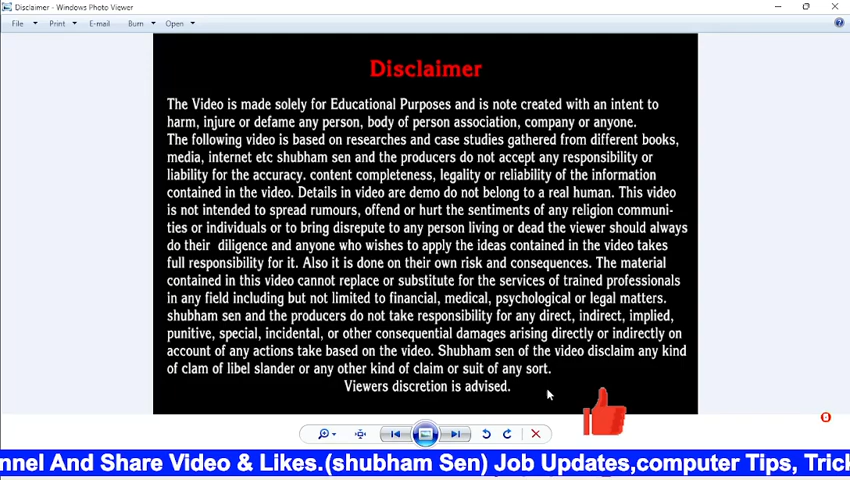 Disclaimer - Windows Photo Viewer
File Print E-mail Burn Open
Disclaimer
The Video is made solely for Educational Purposes and is note created with an intent to
harm, injure or defame any person, body of person association, company or anyone.
The following video is based on researches and case studies gathered from different books,
media, internet etc shubham sen and the producers do not accept any responsibility or
liability for the accuracy. content completeness, legality or reliability of the information
contained in the video. Details in video are demo do not belong to a real human. This video
is not intended to spread rumours, offend or hurt the sentiments of any religion communi-
ties or individuals or to bring disrepute to any person living or dead the viewer should always
do their diligence and anyone who wishes to apply the ideas contained in the video takes
full responsibility for it. Also it is done on their own risk and consequences. The material
contained in this video cannot replace or substitute for the services of trained professionals
in any field including but not limited to financial, medical, psychological or legal matters.
shubham sen and the producers do not take responsibility for any direct, indirect, implied,
punitive, special, incidental, or other consequential damages arising directly or indirectly on
account of any actions take based on the video. Shubham sen of the video disclaim any kind
of clam of libel slander or any other kind of claim or suit of any sort.
Viewers discretion is advised.
nnel And Share Video & Likes.(shubham Sen) Job Updates,computer Tips, Trick